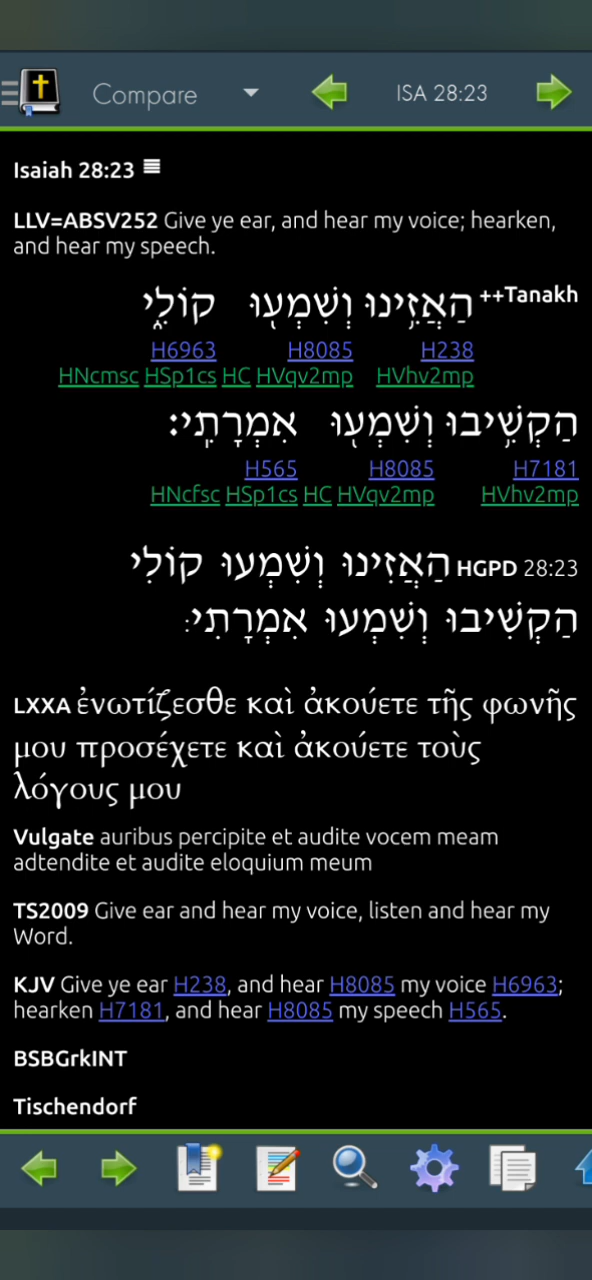 Compare
ISA 28:23
Isaiah 28:23
LLV=ABSV252 Give ye ear, and hear my voice; hearken,
and hear my speech.
++Tanakh הַאֲזִ֥ינוּ וְשִׁמְע֖וּ קוֹלִ֑י
H238 H8085 H6963
HVhv2mp HVqv2mp HC HSp1cs HNcmsc
הַקְשִׁ֥יבוּ וְשִׁמְע֖וּ אִמְרָתִֽי׃
H7181 H8085 H565
HVhv2mp HVqv2mp HC HSp1cs HNcfsc
HGPD 28:23 הַאֲזִינוּ וְשִׁמְעוּ קוֹלִי
הַקְשִׁיבוּ וְשִׁמְעוּ אִמְרָתִי׃
LXXA ἐνωτίζεσθε καὶ ἀκούετε τῆς φωνῆς
μου προσέχετε καὶ ἀκούετε τοὺς
λόγους μου
Vulgate auribus percipite et audite vocem meam
adtendite et audite eloquium meum
TS2009 Give ear and hear my voice, listen and hear my
Word.
KJV Give ye ear H238, and hear H8085 my voice H6963;
hearken H7181, and hear H8085 my speech H565.
BSBGrkINT
Tischendorf